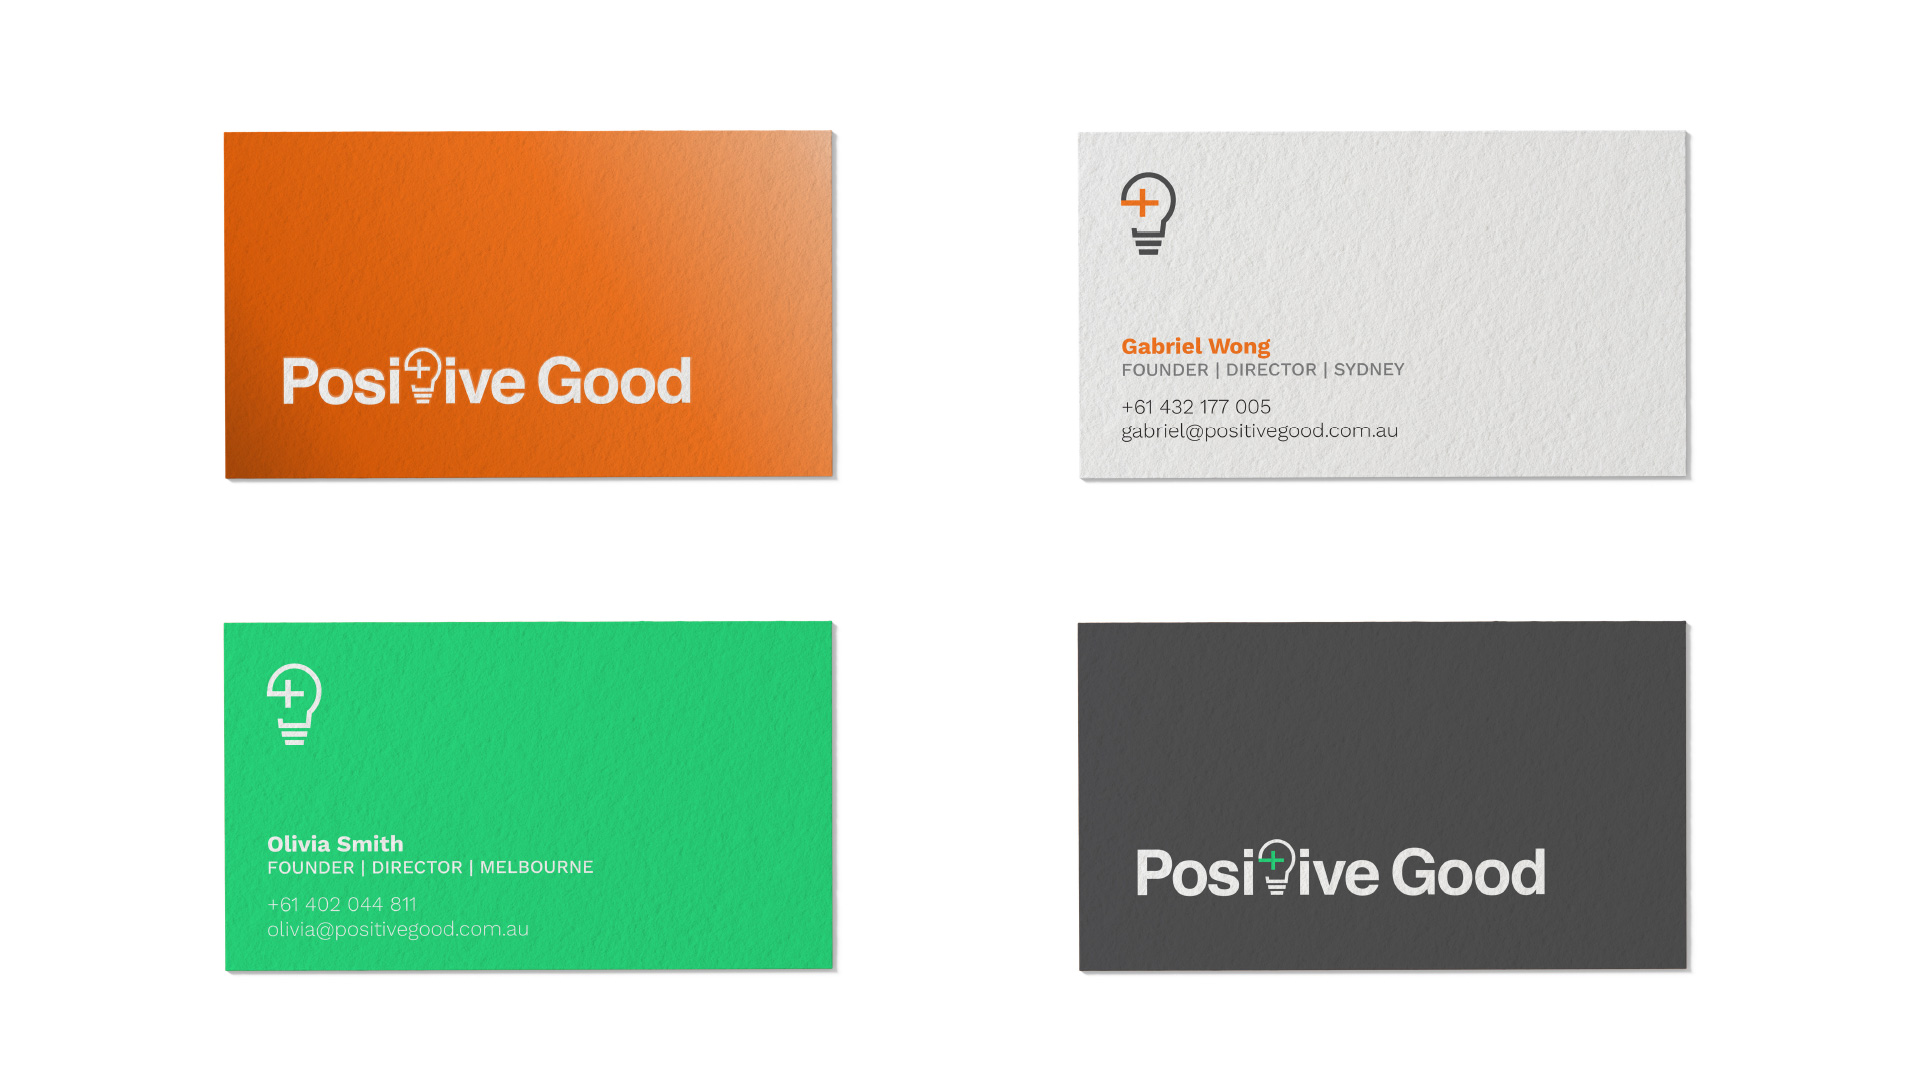 Positive Good
Gabriel Wong
FOUNDER | DIRECTOR | SYDNEY
+61 432 177 005
gabriel@positivegood.com.au
Olivia Smith
FOUNDER | DIRECTOR | MELBOURNE
+61 402 044 811
olivia@positivegood.com.au
Positive Good